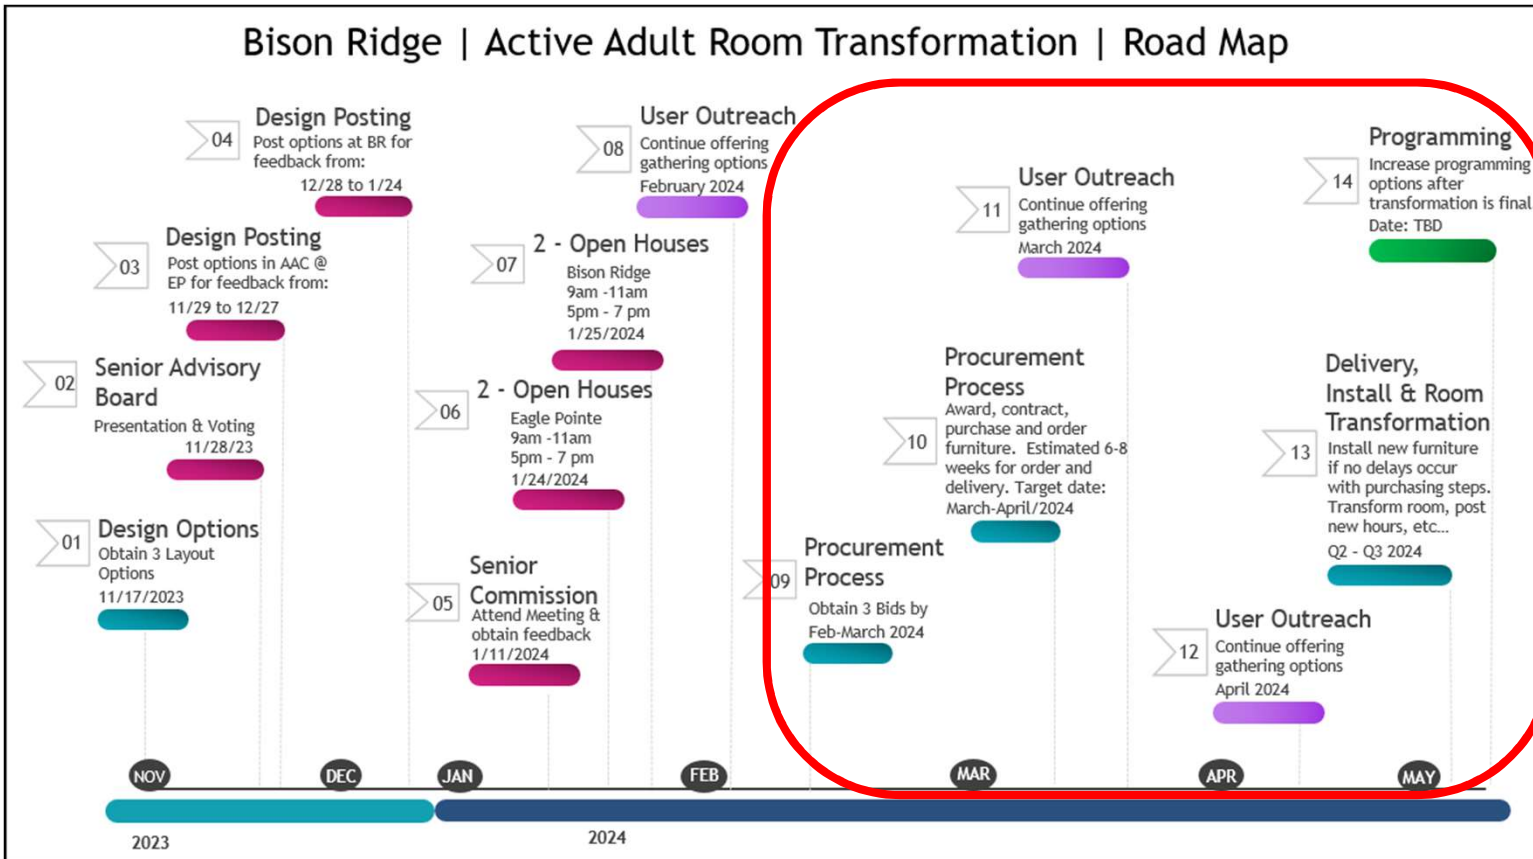 Bison Ridge | Active Adult Room Transformation | Road Map
01
Design Options
Obtain 3 Layout
Options
11/17/2023
02
Senior Advisory
Board
Presentation & Voting
11/28/23
03
Design Posting
Post options in AAC @
EP for feedback from:
11/29 to 12/27
04
Design Posting
Post options at BR for
feedback from:
12/28 to 1/24
05
Senior
Commission
Attend Meeting &
obtain feedback
1/11/2024
06
2 - Open Houses
Eagle Pointe
9am -11am
5pm - 7 pm
1/24/2024
07
2 - Open Houses
Bison Ridge
9am -11am
5pm - 7 pm
1/25/2024
08
User Outreach
Continue offering
gathering options
February 2024
09
Procurement
Process
Obtain 3 Bids by
Feb-March 2024
10
Procurement
Process
Award, contract,
purchase and order
furniture. Estimated 6-8
weeks for order and
delivery. Target date:
March-April/2024
11
User Outreach
Continue offering
gathering options
March 2024
12
User Outreach
Continue offering
gathering options
April 2024
13
Delivery,
Install & Room
Transformation
Install new furniture
if no delays occur
with purchasing steps.
Transform room, post
new hours, etc…
Q2 - Q3 2024
14
Programming
Increase programming
options after
transformation is final
Date: TBD
NOV
DEC
JAN
FEB
MAR
APR
MAY
2023
2024